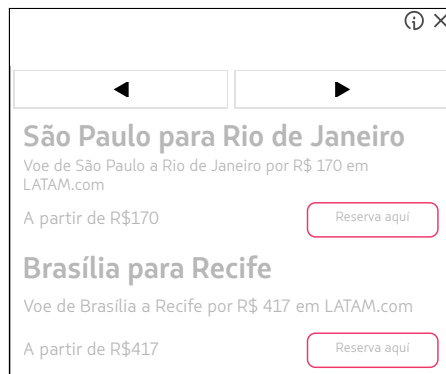 São Paulo para Rio de Janeiro
Voe de São Paulo a Rio de Janeiro por R$ 170 em
LATAM.com
A partir de R$170
Reserva aquí
Brasília para Recife
Voe de Brasília a Recife por R$ 417 em LATAM.com
A partir de R$417
Reserva aquí